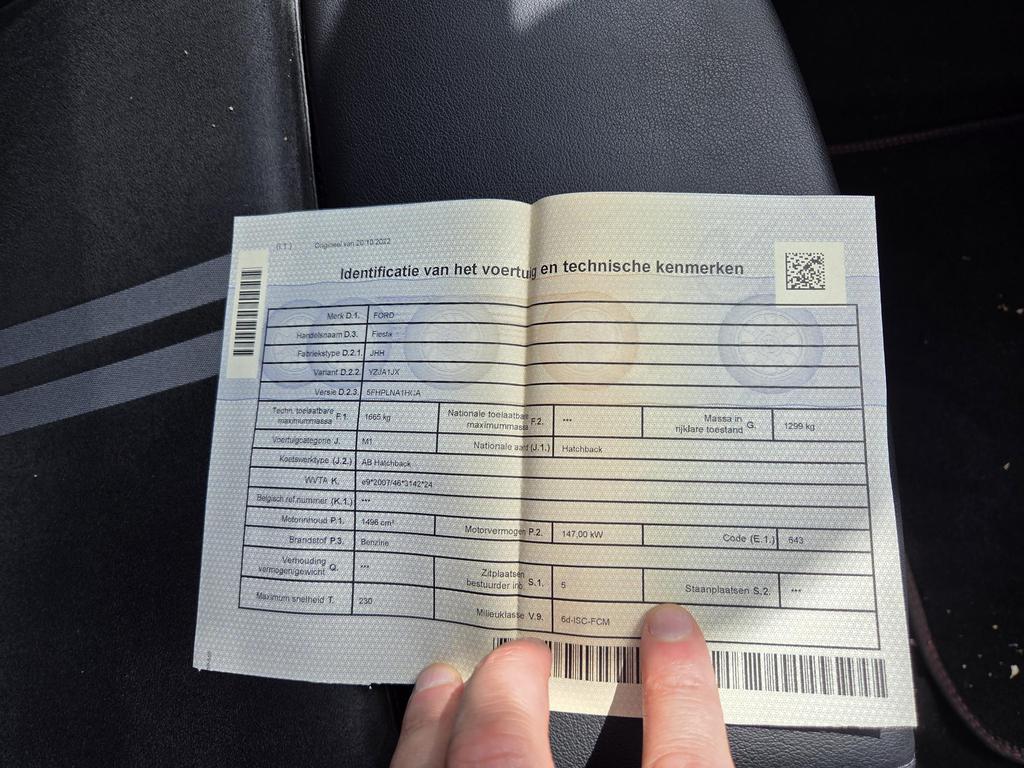 (I.T.) Origineel van 20/10/2022
Identificatie van het voertuig en technische kenmerken
Merk D.1. FORD
Handelsnaam D.3. Fiesta
Fabriekstype D.2.1. JHH
Variant D.2.2. YZJA1JX
Versie D.2.3.
Techn. toelaatbare maximummassa F.1. 1665 kg Nationale toelaatbare maximummassa F.2. *** Massa in rijklare toestand G. 1299 kg
Voertuigcategorie J. M1 Nationale aard (J.1.) Hatchback
Koetswerktype (J.2.) AB Hatchback
WVTA K. e9*2007/46*3142*24
Belgisch ref.nummer (K.1.) ***
Motorinhoud P.1. 1496 cm³ Motorvermogen P.2. 147,00 kW Code (E.1.) 643
Brandstof P.3. Benzine
Verhouding vermogen/gewicht Q. *** Zitplaatsen bestuurder inb. S.1. 5 Staanplaatsen S.2. ***
Maximum snelheid T. 230 Milieuklasse V.9. 6d-ISC-FCM